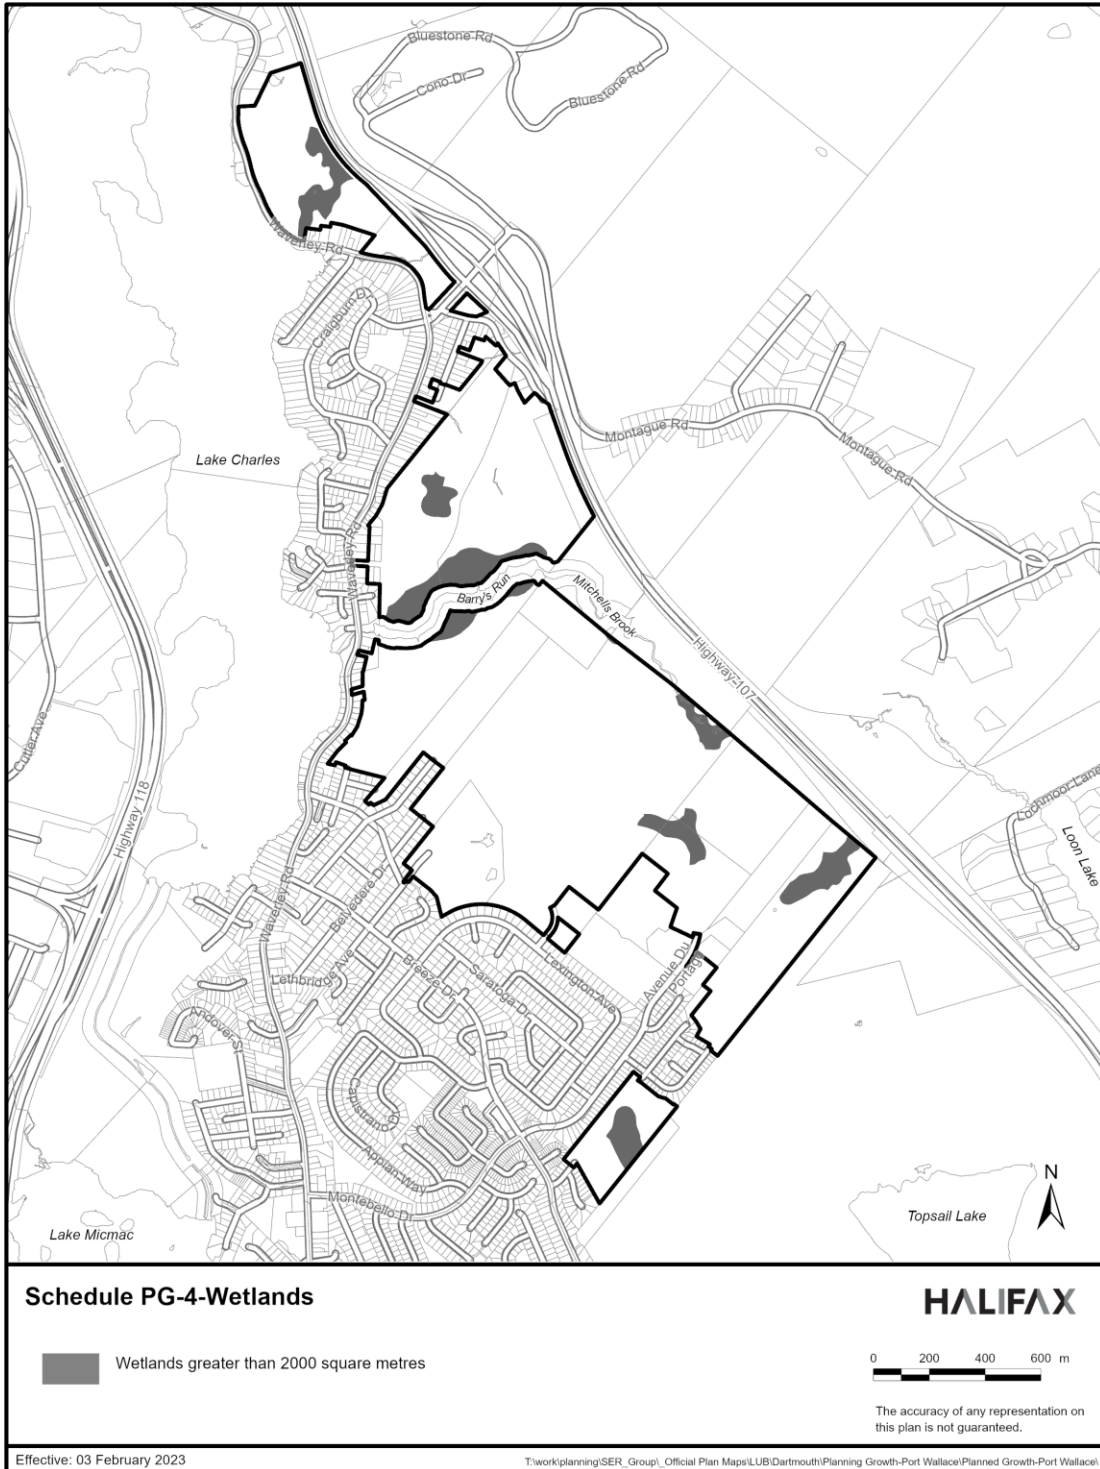 Bluestone Rd
Cono Dr
Bluestone Rd
Waverley Rd
Craigburn Dr
Montague Rd
Montague Rd
Lake Charles
Waverley Rd
Barry's Run
Mitchells Brook
Highway 107
Cutler Ave
Highway 118
Lochmoor Lane
Loon Lake
Waverley Rd
Belvedere Dr
Lethbridge Ave
Breeze Dr
Saratoga Dr
Lexington Ave
Avenue Du
Portage
Andover St
Capistrano Dr
Appian Way
Montebello Dr
Lake Micmac
Topsail Lake
N
Schedule PG-4-Wetlands
HALIFAX
Wetlands greater than 2000 square metres
0 200 400 600 m
The accuracy of any representation on
this plan is not guaranteed.
Effective: 03 February 2023
T:\work\planning\SER_Group\_Official Plan Maps\LUB\Dartmouth\Planning Growth-Port Wallace\Planned Growth-Port Wallace\